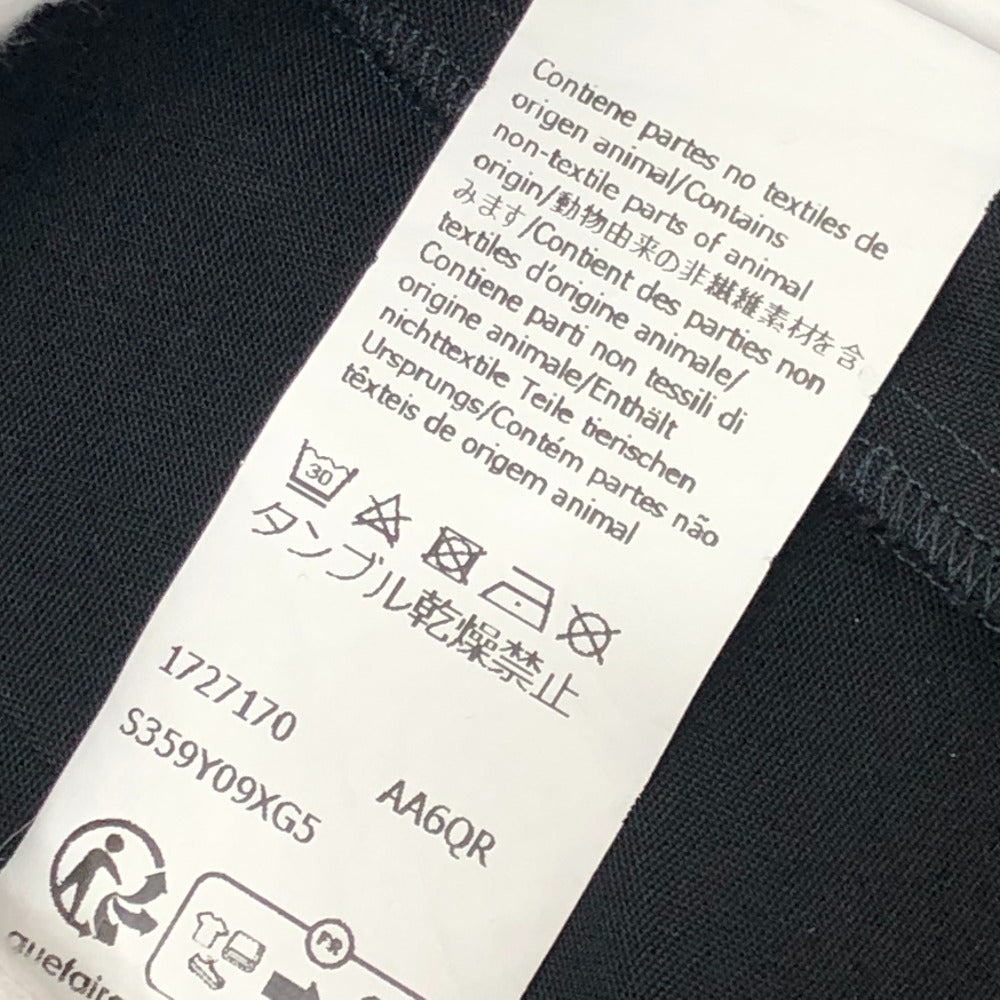 Contiene partes no textiles de
origen animal/Contains
non-textile parts of animal
origin/動物由来の非繊維素材を含
みます/Contient des parties non
textiles d'origine animale/
Contiene parti non tessili di
origine animale/Enthält
nichttextile Teile tierischen
Ursprungs/Contém partes não
têxteis de origem animal
30
タンブル乾燥禁止
1727170
S359Y09XG5 AA6QR
FR
quefaire